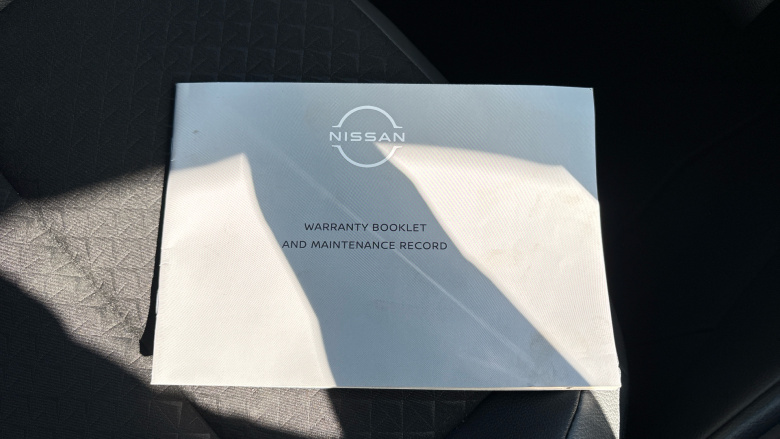 NISSAN
WARRANTY BOOKLET
AND MAINTENANCE RECORD